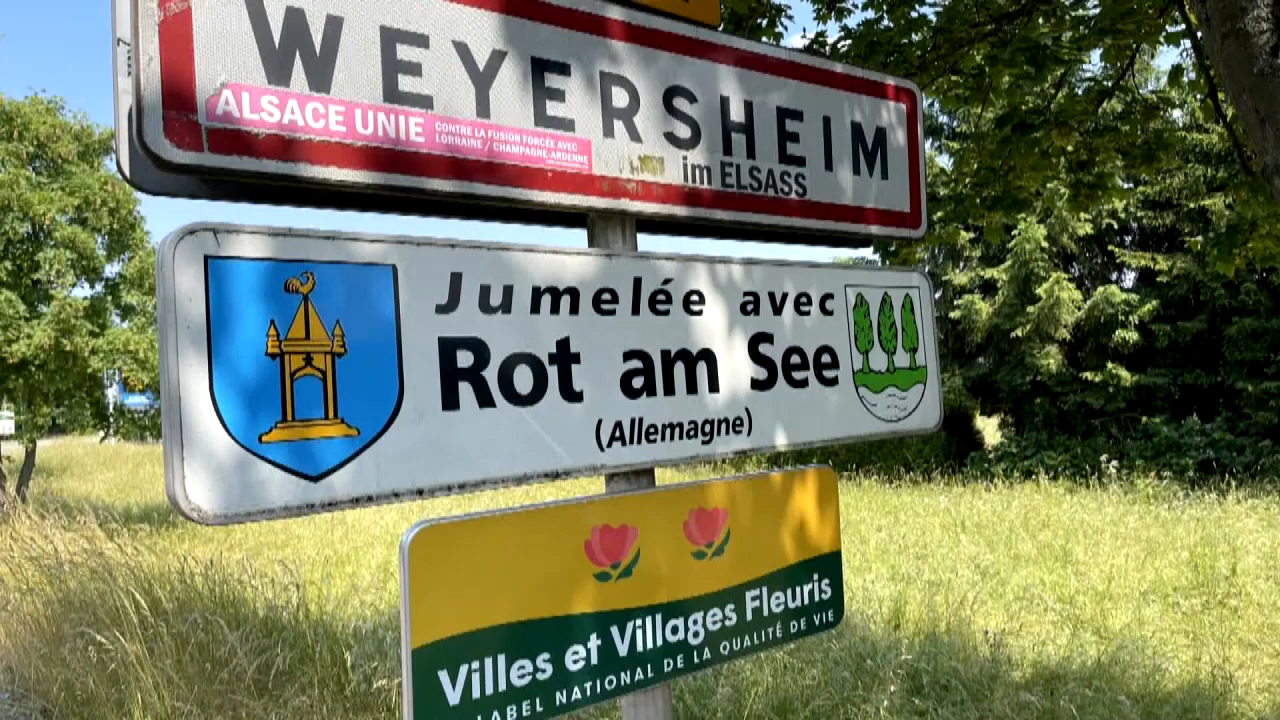 WEYERSHEIM
ALSACE UNIE
CONTRE LA FUSION FORCÉE AVEC
LORRAINE / CHAMPAGNE-ARDENNE
im ELSASS
Jumelée avec
Rot am See
(Allemagne)
Villes et Villages Fleuris
LABEL NATIONAL DE LA QUALITÉ DE VIE